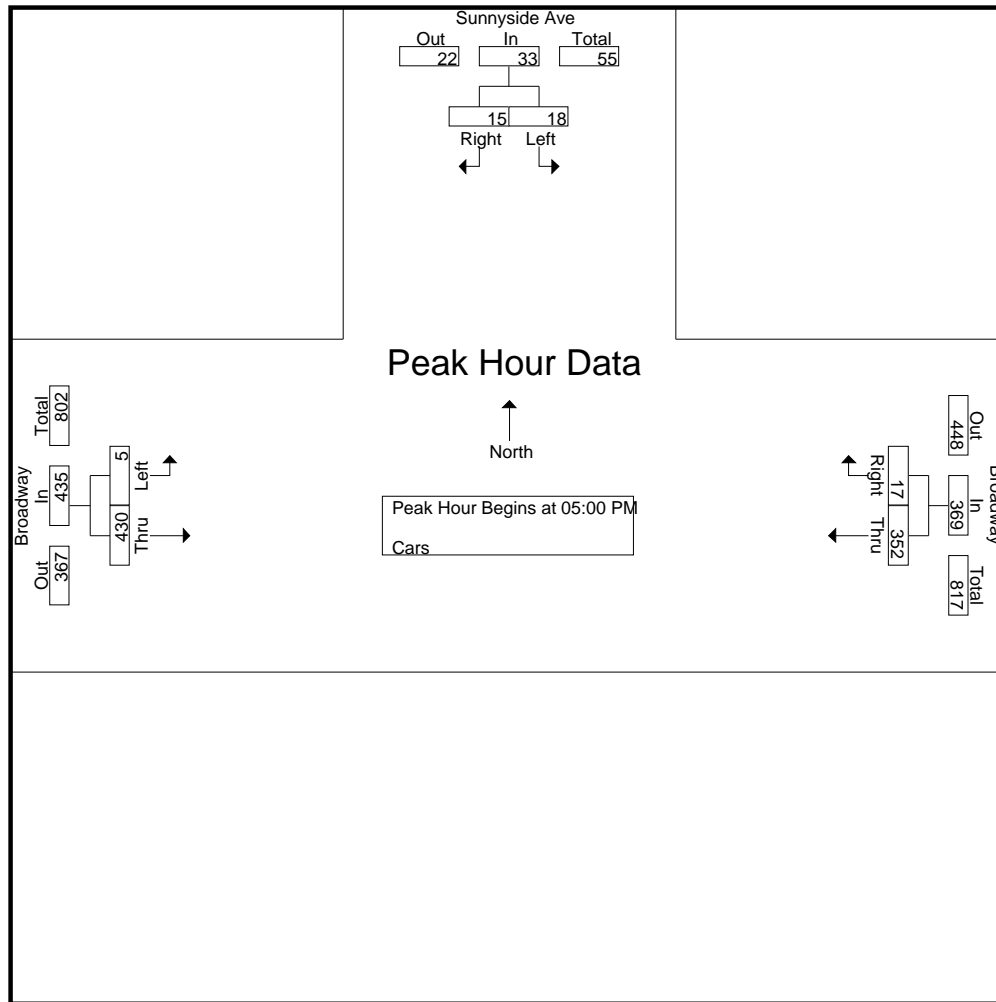 Sunnyside Ave
Out In Total
22 33 55
15 18
Right Left
Peak Hour Data
North
Peak Hour Begins at 05:00 PM
Cars
Broadway
Total In Out
802 435 367
5 430
Left Thru
Right Thru
17 352
448 369 817
Out In Total
Broadway